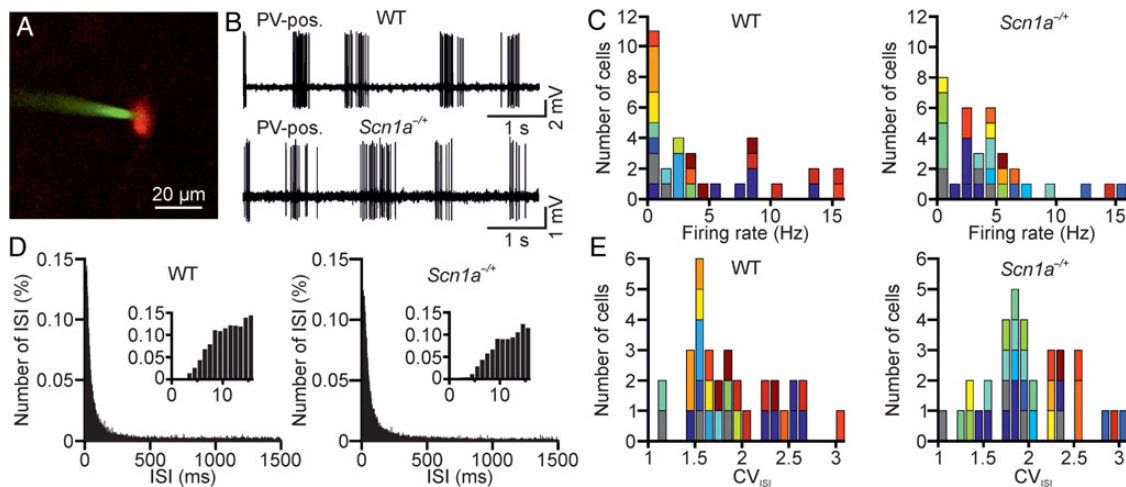 A
20 µm
B
PV-pos.
WT
1 s
2 mV
PV-pos.
Scn1a⁻/⁺
1 s
1 mV
C
WT
Number of cells
12
10
8
6
4
2
0
0
5
10
15
Firing rate (Hz)
Scn1a⁻/⁺
Number of cells
12
10
8
6
4
2
0
0
5
10
15
Firing rate (Hz)
D
WT
Number of ISI (%)
0.15
0.10
0.05
0
0
500
1000
1500
ISI (ms)
0.15
0.10
0.05
0
0
10
Scn1a⁻/⁺
Number of ISI (%)
0.15
0.10
0.05
0
0
500
1000
1500
ISI (ms)
0.15
0.10
0.05
0
0
10
E
WT
Number of cells
6
5
4
3
2
1
0
1
1.5
2
2.5
3
CV_ISI
Scn1a⁻/⁺
Number of cells
6
5
4
3
2
1
0
1
1.5
2
2.5
3
CV_ISI